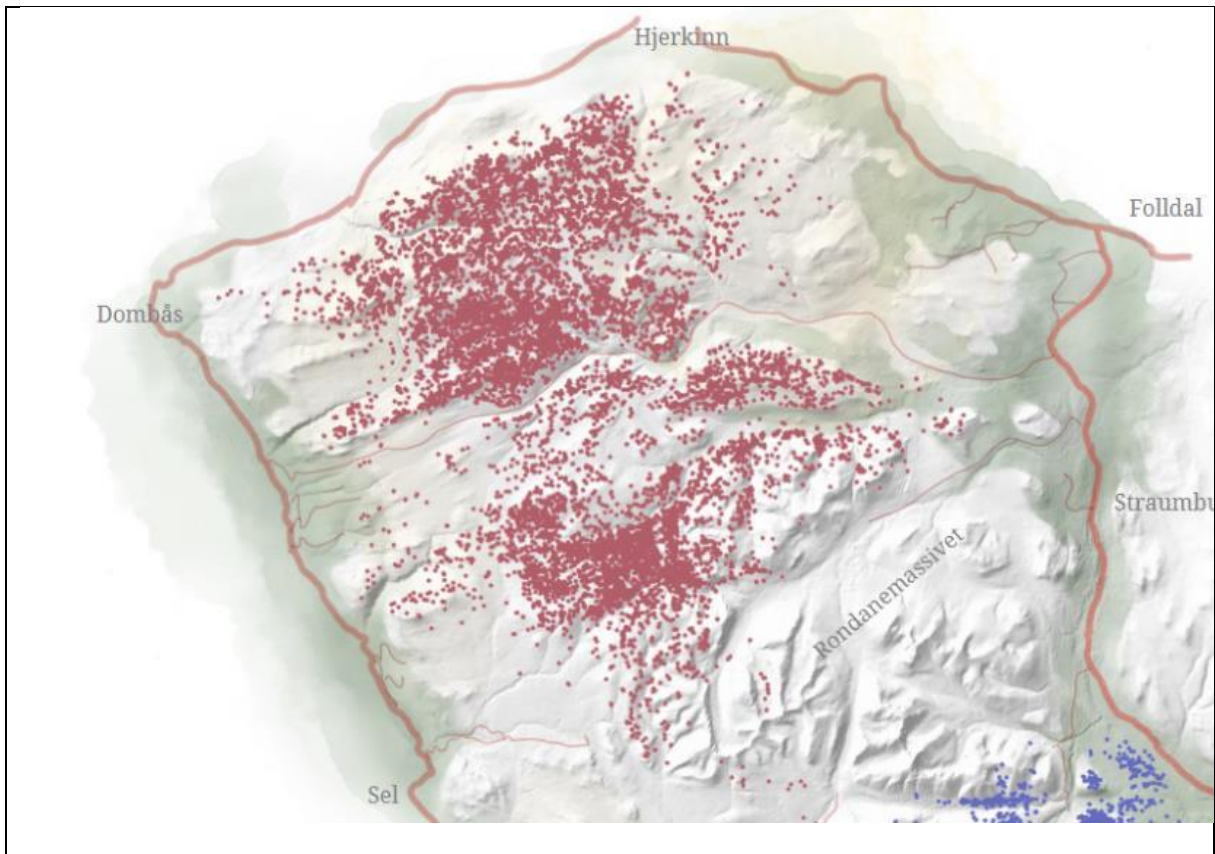 Hjerkinn
Folldal
Dombås
Straumbu
Rondanemassivet
Sel